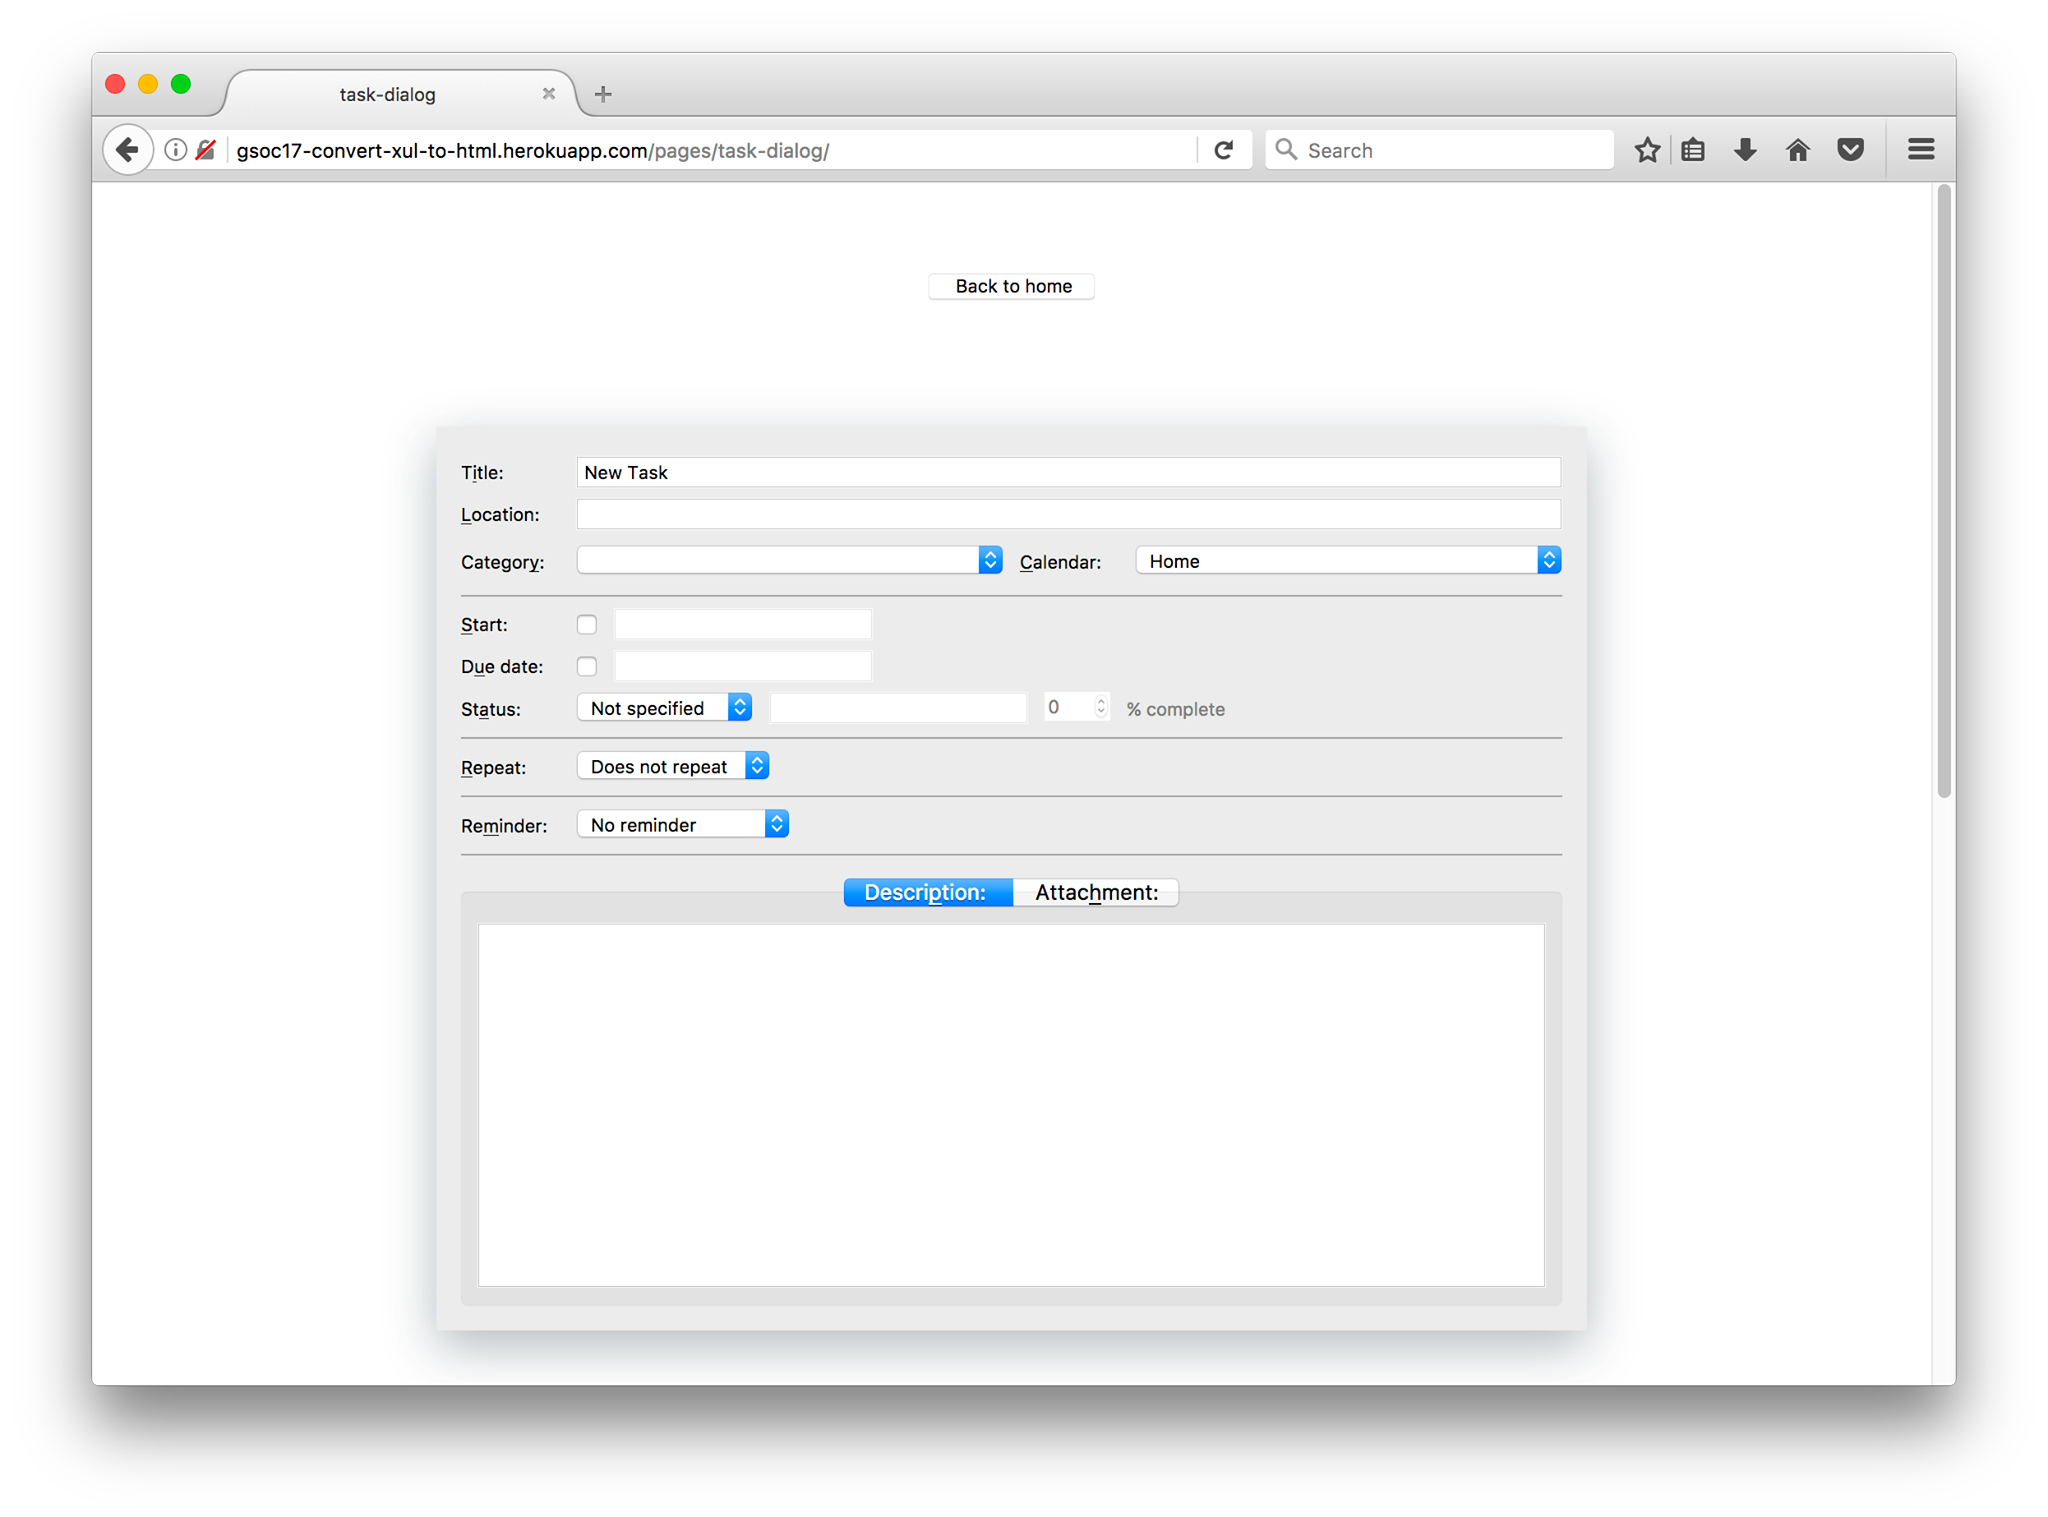 task-dialog
gsoc17-convert-xul-to-html.herokuapp.com/pages/task-dialog/
Search
Back to home
Title: New Task
Location:
Category: Calendar: Home
Start:
Due date:
Status: Not specified 0 % complete
Repeat: Does not repeat
Reminder: No reminder
Description: Attachment: